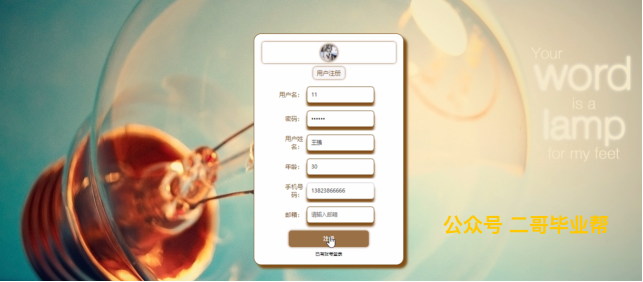 Your
word
is a
lamp
for my feet
用户注册
用户名： 11
密码： ••••••
用户姓名： 王强
年龄： 30
手机号码： 13823866666
邮箱： 请输入邮箱
注册
已有账号登录
公众号 二哥毕业帮